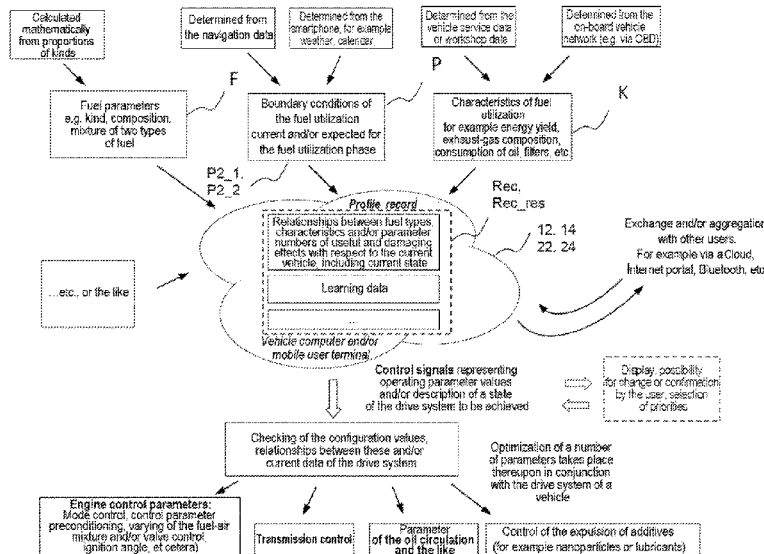 Calculated
mathematically
from proportions
of kinds
Determined from
the navigation data
Determined from the
smartphone, for example
weather, calendar,
Determined from the
vehicle service data
or workshop data
Determined from the
on-board vehicle
network (e.g. via OBD)
F
P
K
Fuel parameters
e.g. kind, composition,
mixture of two types
of fuel
Boundary conditions of
the fuel utilization
current and/or expected for
the fuel utilization phase
Characteristics of fuel
utilization
for example energy yield,
exhaust-gas composition,
consumption of oil, filters, etc.
P2_1,
P2_2
Rec,
Rec_res
12, 14
22, 24
Profile record
Relationships between fuel types,
characteristics and/or parameter
numbers of useful and damaging
effects with respect to the current
vehicle, including current state
Learning data
...
Vehicle computer and/or
mobile user terminal
...etc., or the like
Exchange and/or aggregation
with other users.
For example via a Cloud,
Internet portal, Bluetooth, etc
Control signals representing
operating parameter values
and/or description of a state
of the drive system to be achieved
Display, possibility
for change or confirmation
by the user, selection
of priorities
Checking of the configuration values,
relationships between these and/or
current data of the drive system
Optimization of a number
of parameters takes place
thereupon in conjunction
with the drive system of a
vehicle
Engine control parameters:
Mode control, control parameter
preconditioning, varying of the fuel-air
mixture and/or valve control,
ignition angle, et cetera)
Transmission control
Parameter
of the oil circulation
and the like
Control of the expulsion of additives
(for example nanoparticles or lubricants)